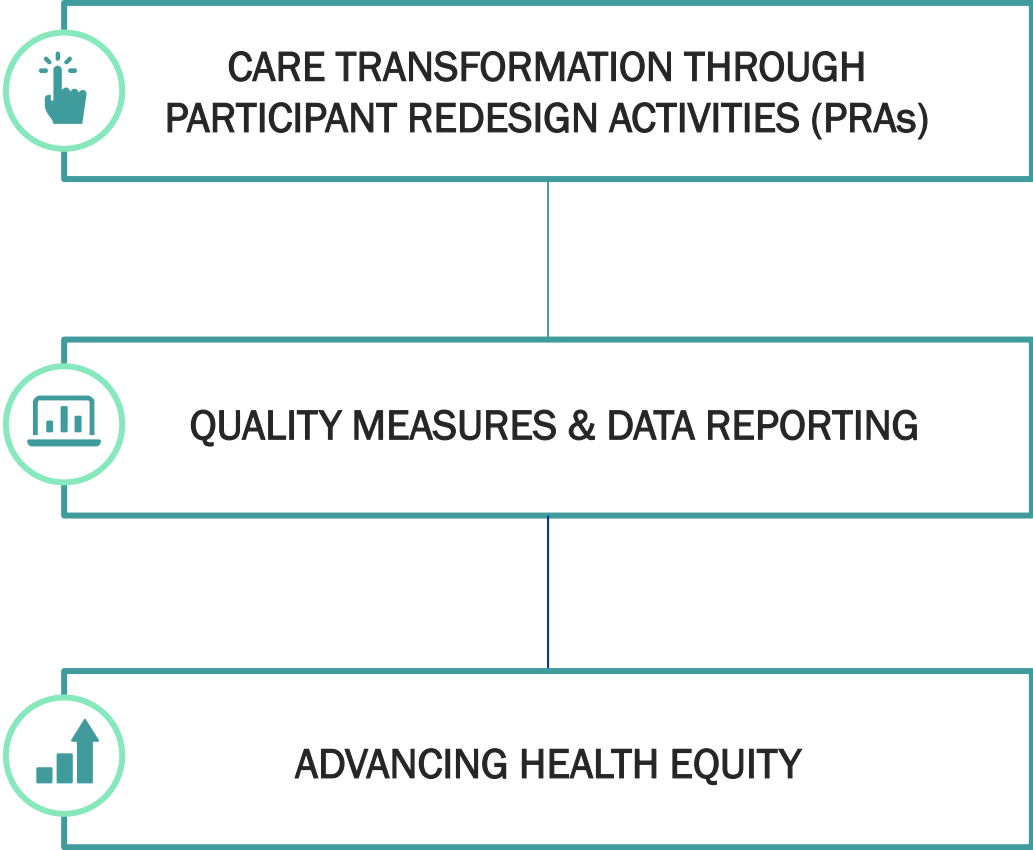 CARE TRANSFORMATION THROUGH
PARTICIPANT REDESIGN ACTIVITIES (PRAs)
QUALITY MEASURES & DATA REPORTING
ADVANCING HEALTH EQUITY